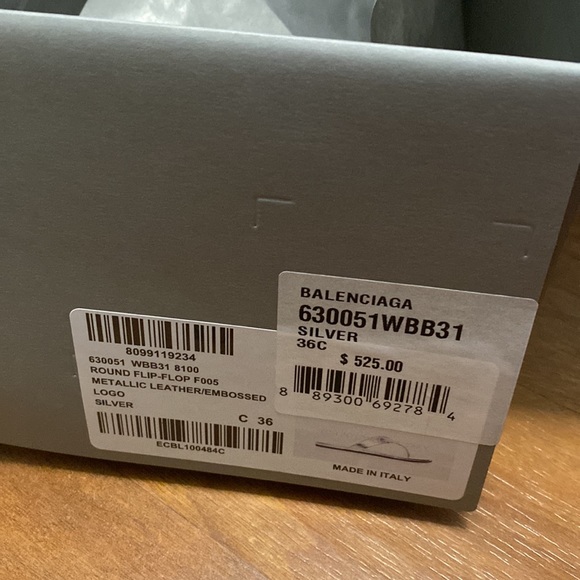 BALENCIAGA
630051WBB31
SILVER
36C
$ 525.00
8 89300 69278 4
8099119234
630051 WBB31 8100
ROUND FLIP-FLOP F005
METALLIC LEATHER/EMBOSSED
LOGO
SILVER
C 36
ECBL100484C
MADE IN ITALY